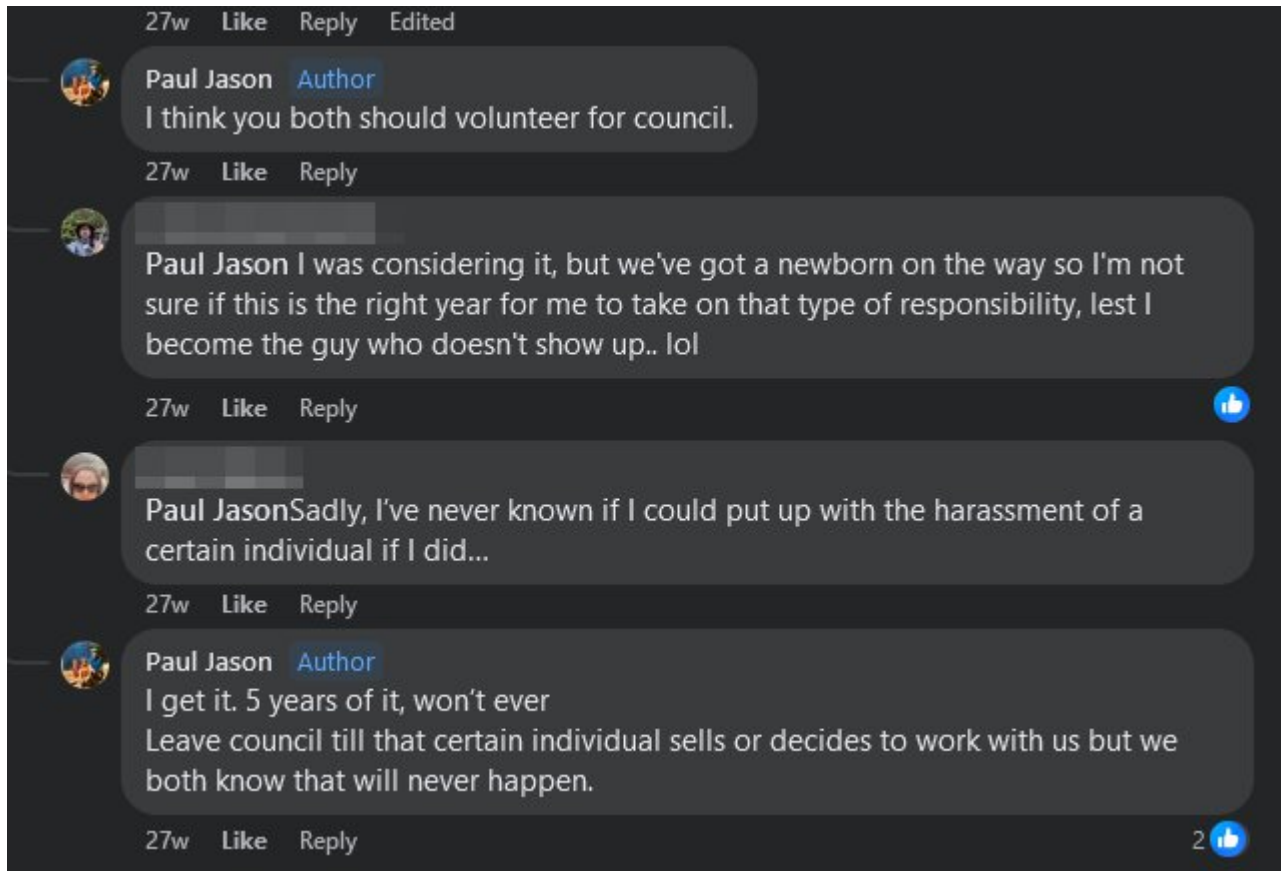 27w Like Reply Edited
Paul Jason Author
I think you both should volunteer for council.
27w Like Reply
Paul Jason I was considering it, but we've got a newborn on the way so I'm not
sure if this is the right year for me to take on that type of responsibility, lest I
become the guy who doesn't show up.. lol
27w Like Reply
Paul JasonSadly, I've never known if I could put up with the harassment of a
certain individual if I did...
27w Like Reply
Paul Jason Author
I get it. 5 years of it, won't ever
Leave council till that certain individual sells or decides to work with us but we
both know that will never happen.
27w Like Reply 2